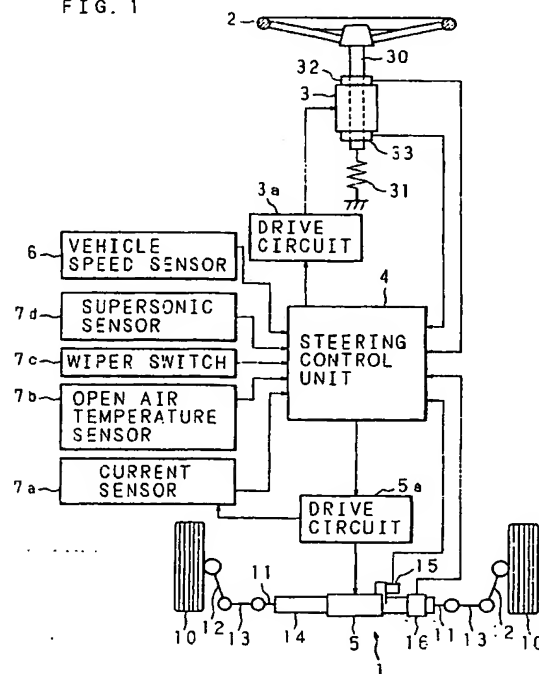 FIG. 1
2
30
32
3
33
31
3a
DRIVE
CIRCUIT
6
VEHICLE
SPEED SENSOR
4
7d
SUPERSONIC
SENSOR
STEERING
CONTROL
UNIT
7c
WIPER SWITCH
7b
OPEN AIR
TEMPERATURE
SENSOR
7a
CURRENT
SENSOR
5a
DRIVE
CIRCUIT
15
11
10
12
13
14
5
1
16
11
13
12
10